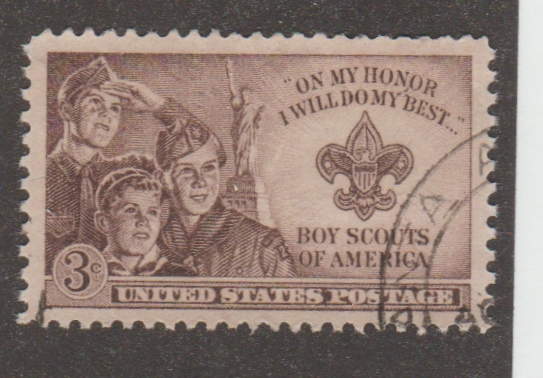 "ON MY HONOR
I WILL DO MY BEST..."
BOY SCOUTS
OF AMERICA
3¢
UNITED STATES POSTAGE